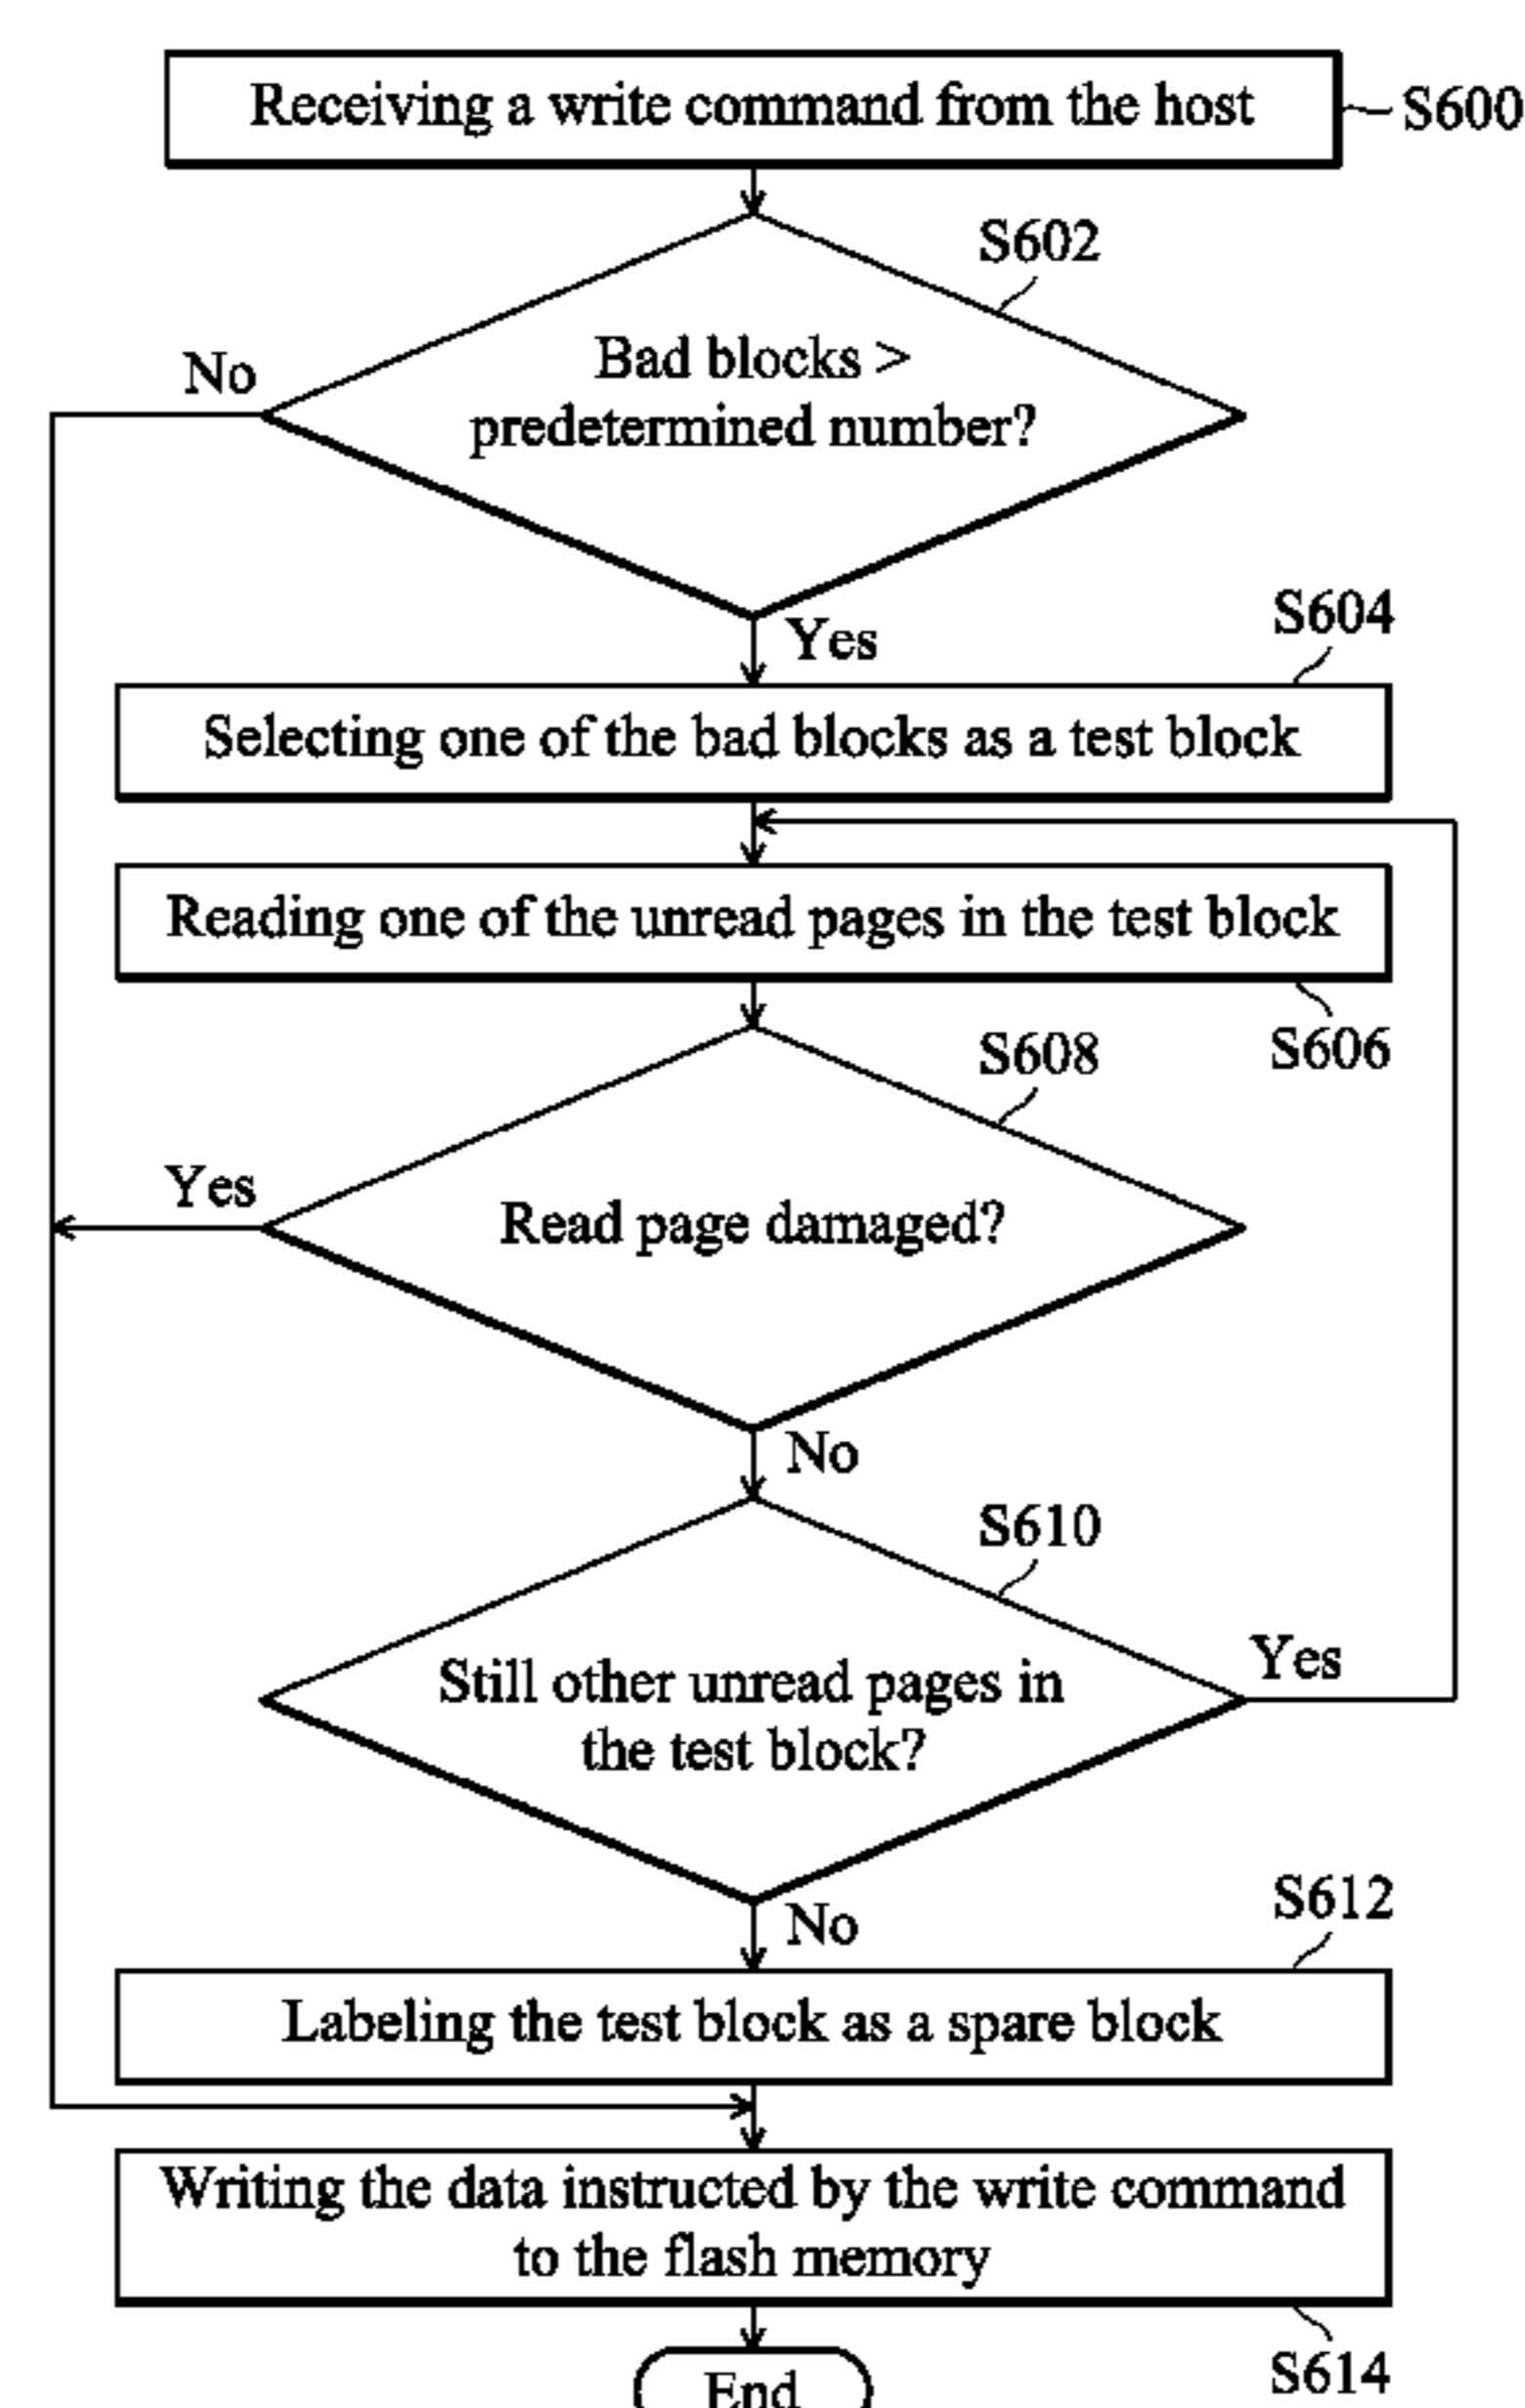 Receiving a write command from the host
S600
S602
Bad blocks >
predetermined number?
No
Yes
S604
Selecting one of the bad blocks as a test block
Reading one of the unread pages in the test block
S606
S608
Read page damaged?
Yes
No
S610
Still other unread pages in
the test block?
Yes
No
S612
Labeling the test block as a spare block
Writing the data instructed by the write command
to the flash memory
S614
End